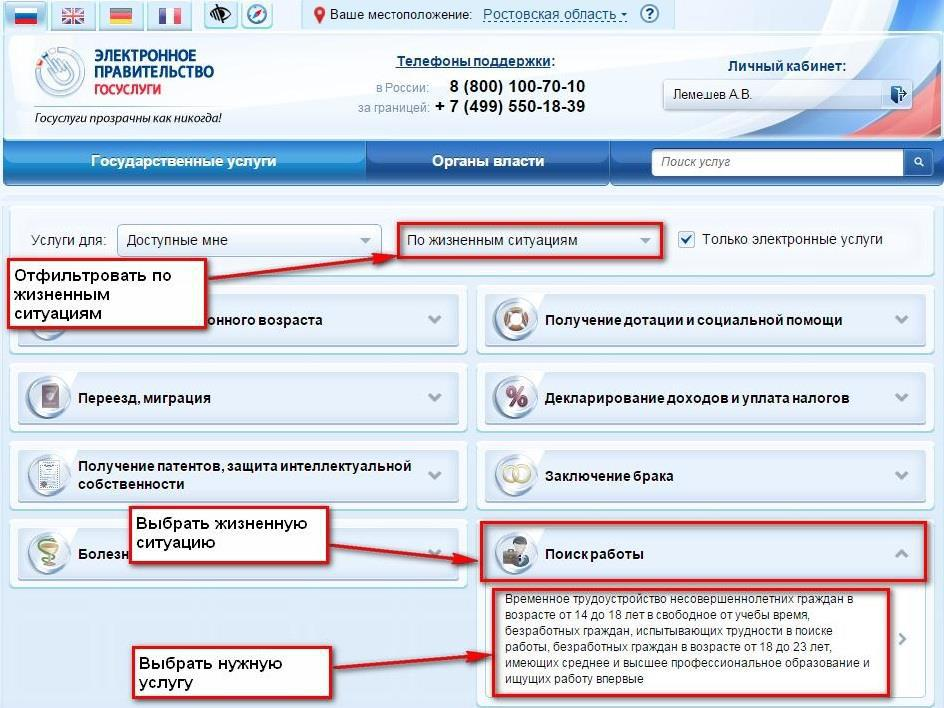 Ваше местоположение: Ростовская область
?
ЭЛЕКТРОННОЕ
ПРАВИТЕЛЬСТВО
ГОСУСЛУГИ
Госуслуги прозрачны как никогда!
Телефоны поддержки:
в России: 8 (800) 100-70-10
за границей: + 7 (499) 550-18-39
Личный кабинет:
Лемешев А.В.
Государственные услуги
Органы власти
Поиск услуг
Услуги для:
Доступные мне
По жизненным ситуациям
Только электронные услуги
Отфильтровать по
жизненным
ситуациям
онного возраста
Получение дотации и социальной помощи
Переезд, миграция
Декларирование доходов и уплата налогов
Получение патентов, защита интеллектуальной
собственности
Заключение брака
Выбрать жизненную
ситуацию
Болезн
Поиск работы
Временное трудоустройство несовершеннолетних граждан в
возрасте от 14 до 18 лет в свободное от учебы время,
безработных граждан, испытывающих трудности в поиске
работы, безработных граждан в возрасте от 18 до 23 лет,
имеющих среднее и высшее профессиональное образование и
ищущих работу впервые
Выбрать нужную
услугу